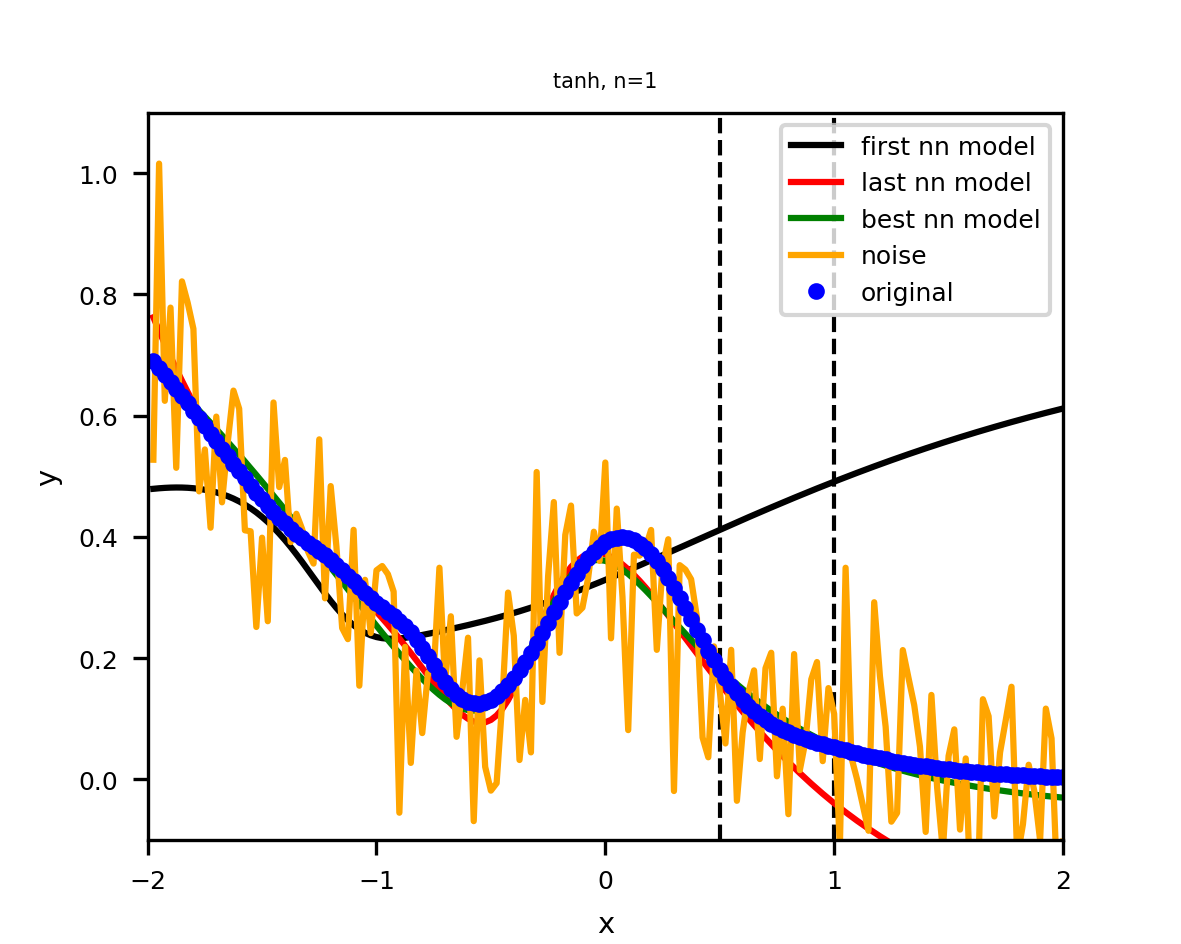 tanh, n=1
first nn model
last nn model
best nn model
noise
original
1.0
0.8
0.6
0.4
0.2
0.0
y
−2
−1
0
1
2
x